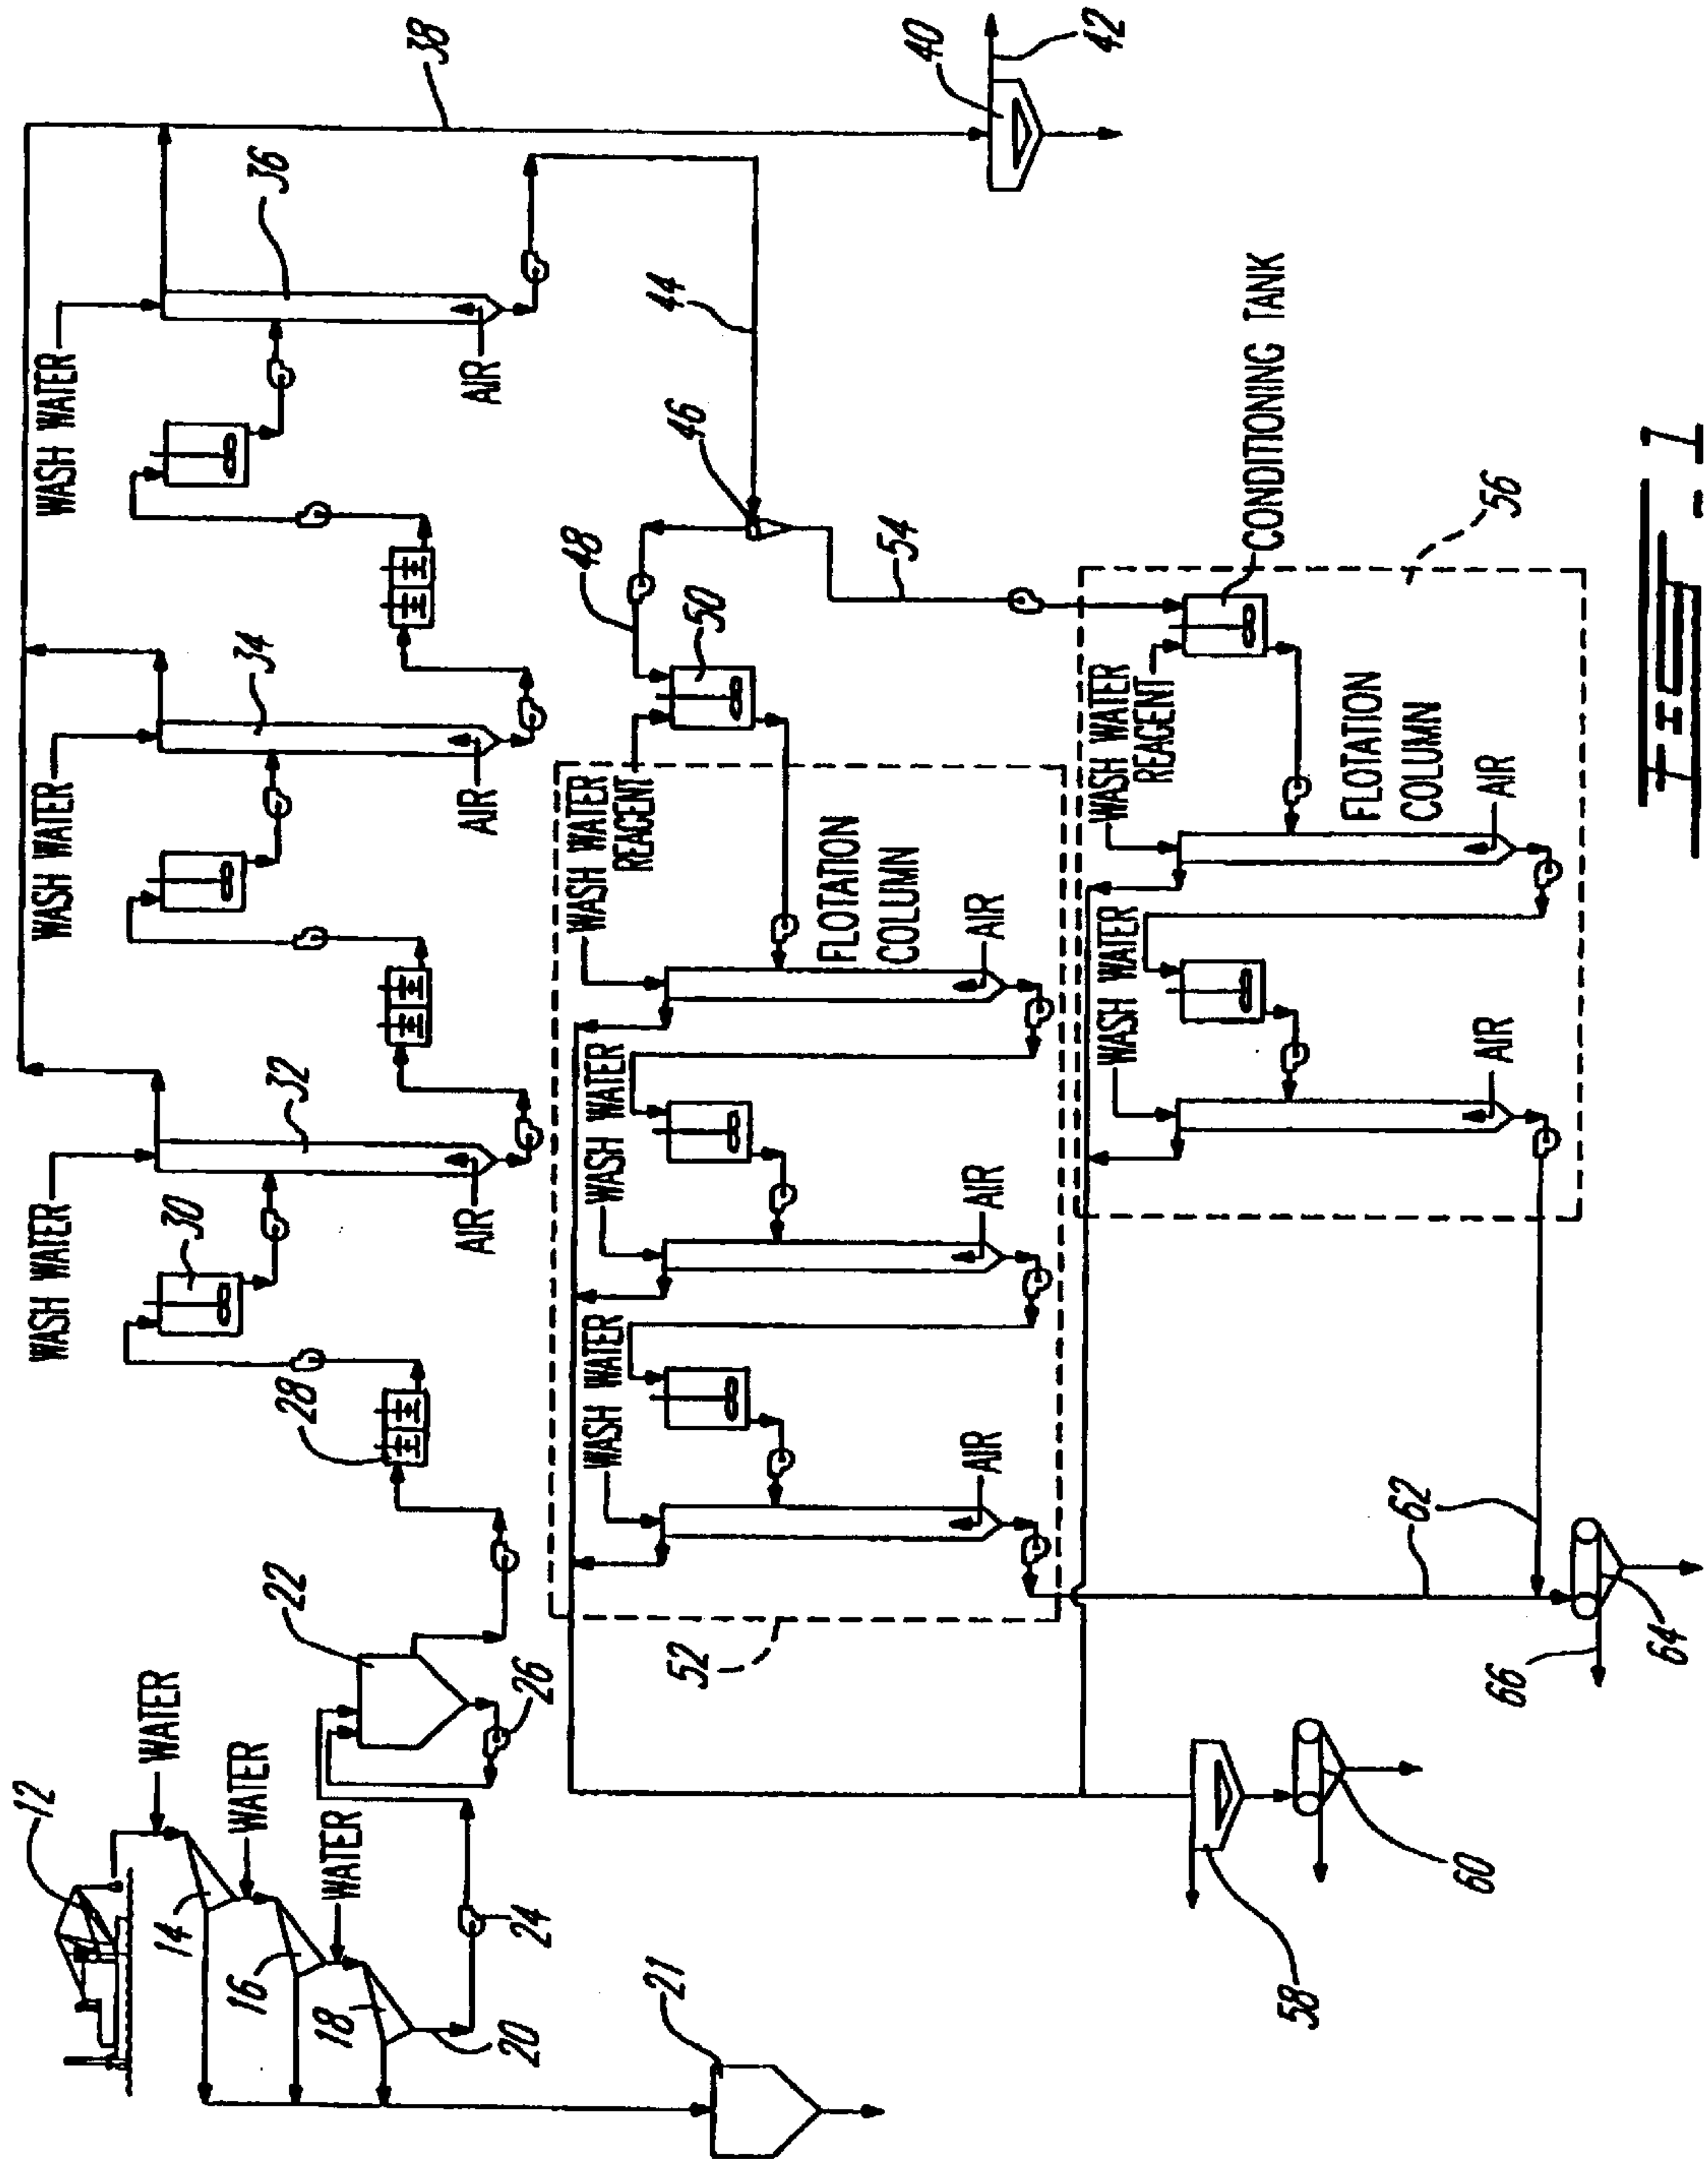 12
WATER
14
WATER
16
WATER
18
20
21
24
22
26
28
30
WASH WATER
32
AIR
WASH WATER
34
AIR
WASH WATER
36
AIR
38
40
42
44
46
48
50
REAGENT
WASH WATER
FLOTATION
COLUMN
AIR
WASH WATER
AIR
WASH WATER
AIR
52
54
CONDITIONING TANK
56
REAGENT
WASH WATER
FLOTATION
COLUMN
AIR
WASH WATER
AIR
58
60
62
64
66
FIG - 1